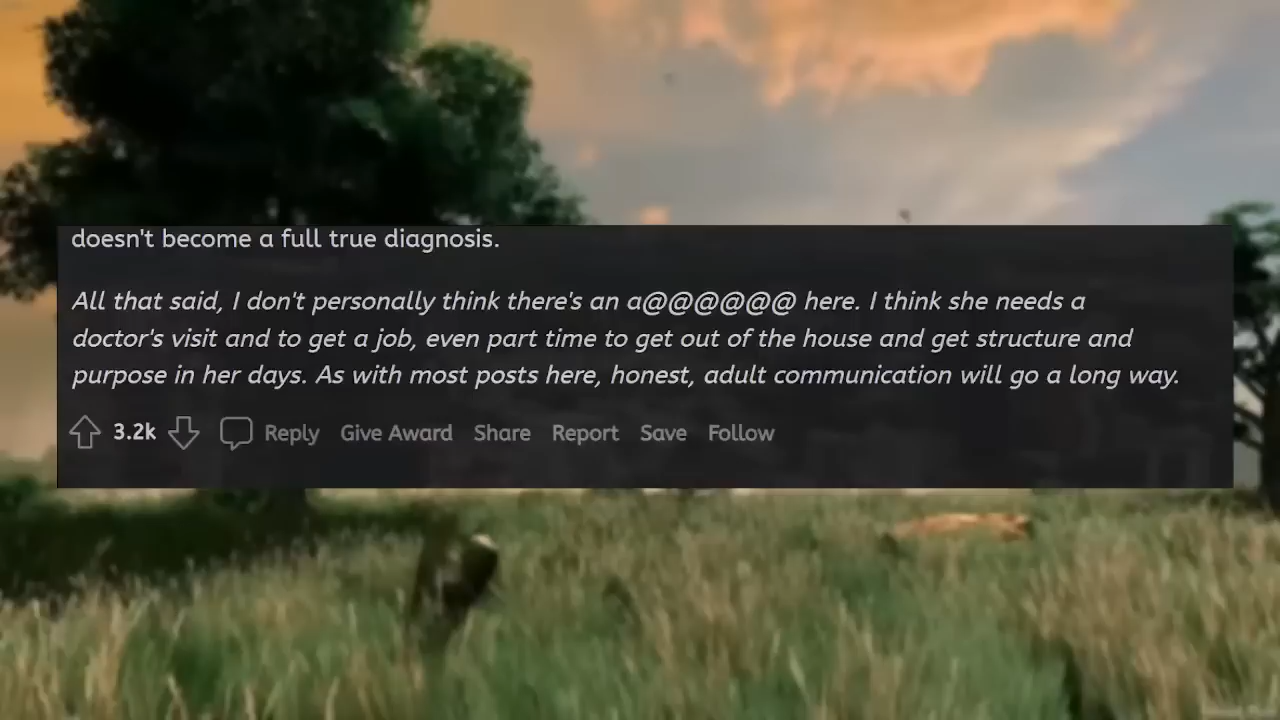 doesn't become a full true diagnosis.
All that said, I don't personally think there's an a@@@@@@ here. I think she needs a
doctor's visit and to get a job, even part time to get out of the house and get structure and
purpose in her days. As with most posts here, honest, adult communication will go a long way.
3.2k Reply Give Award Share Report Save Follow